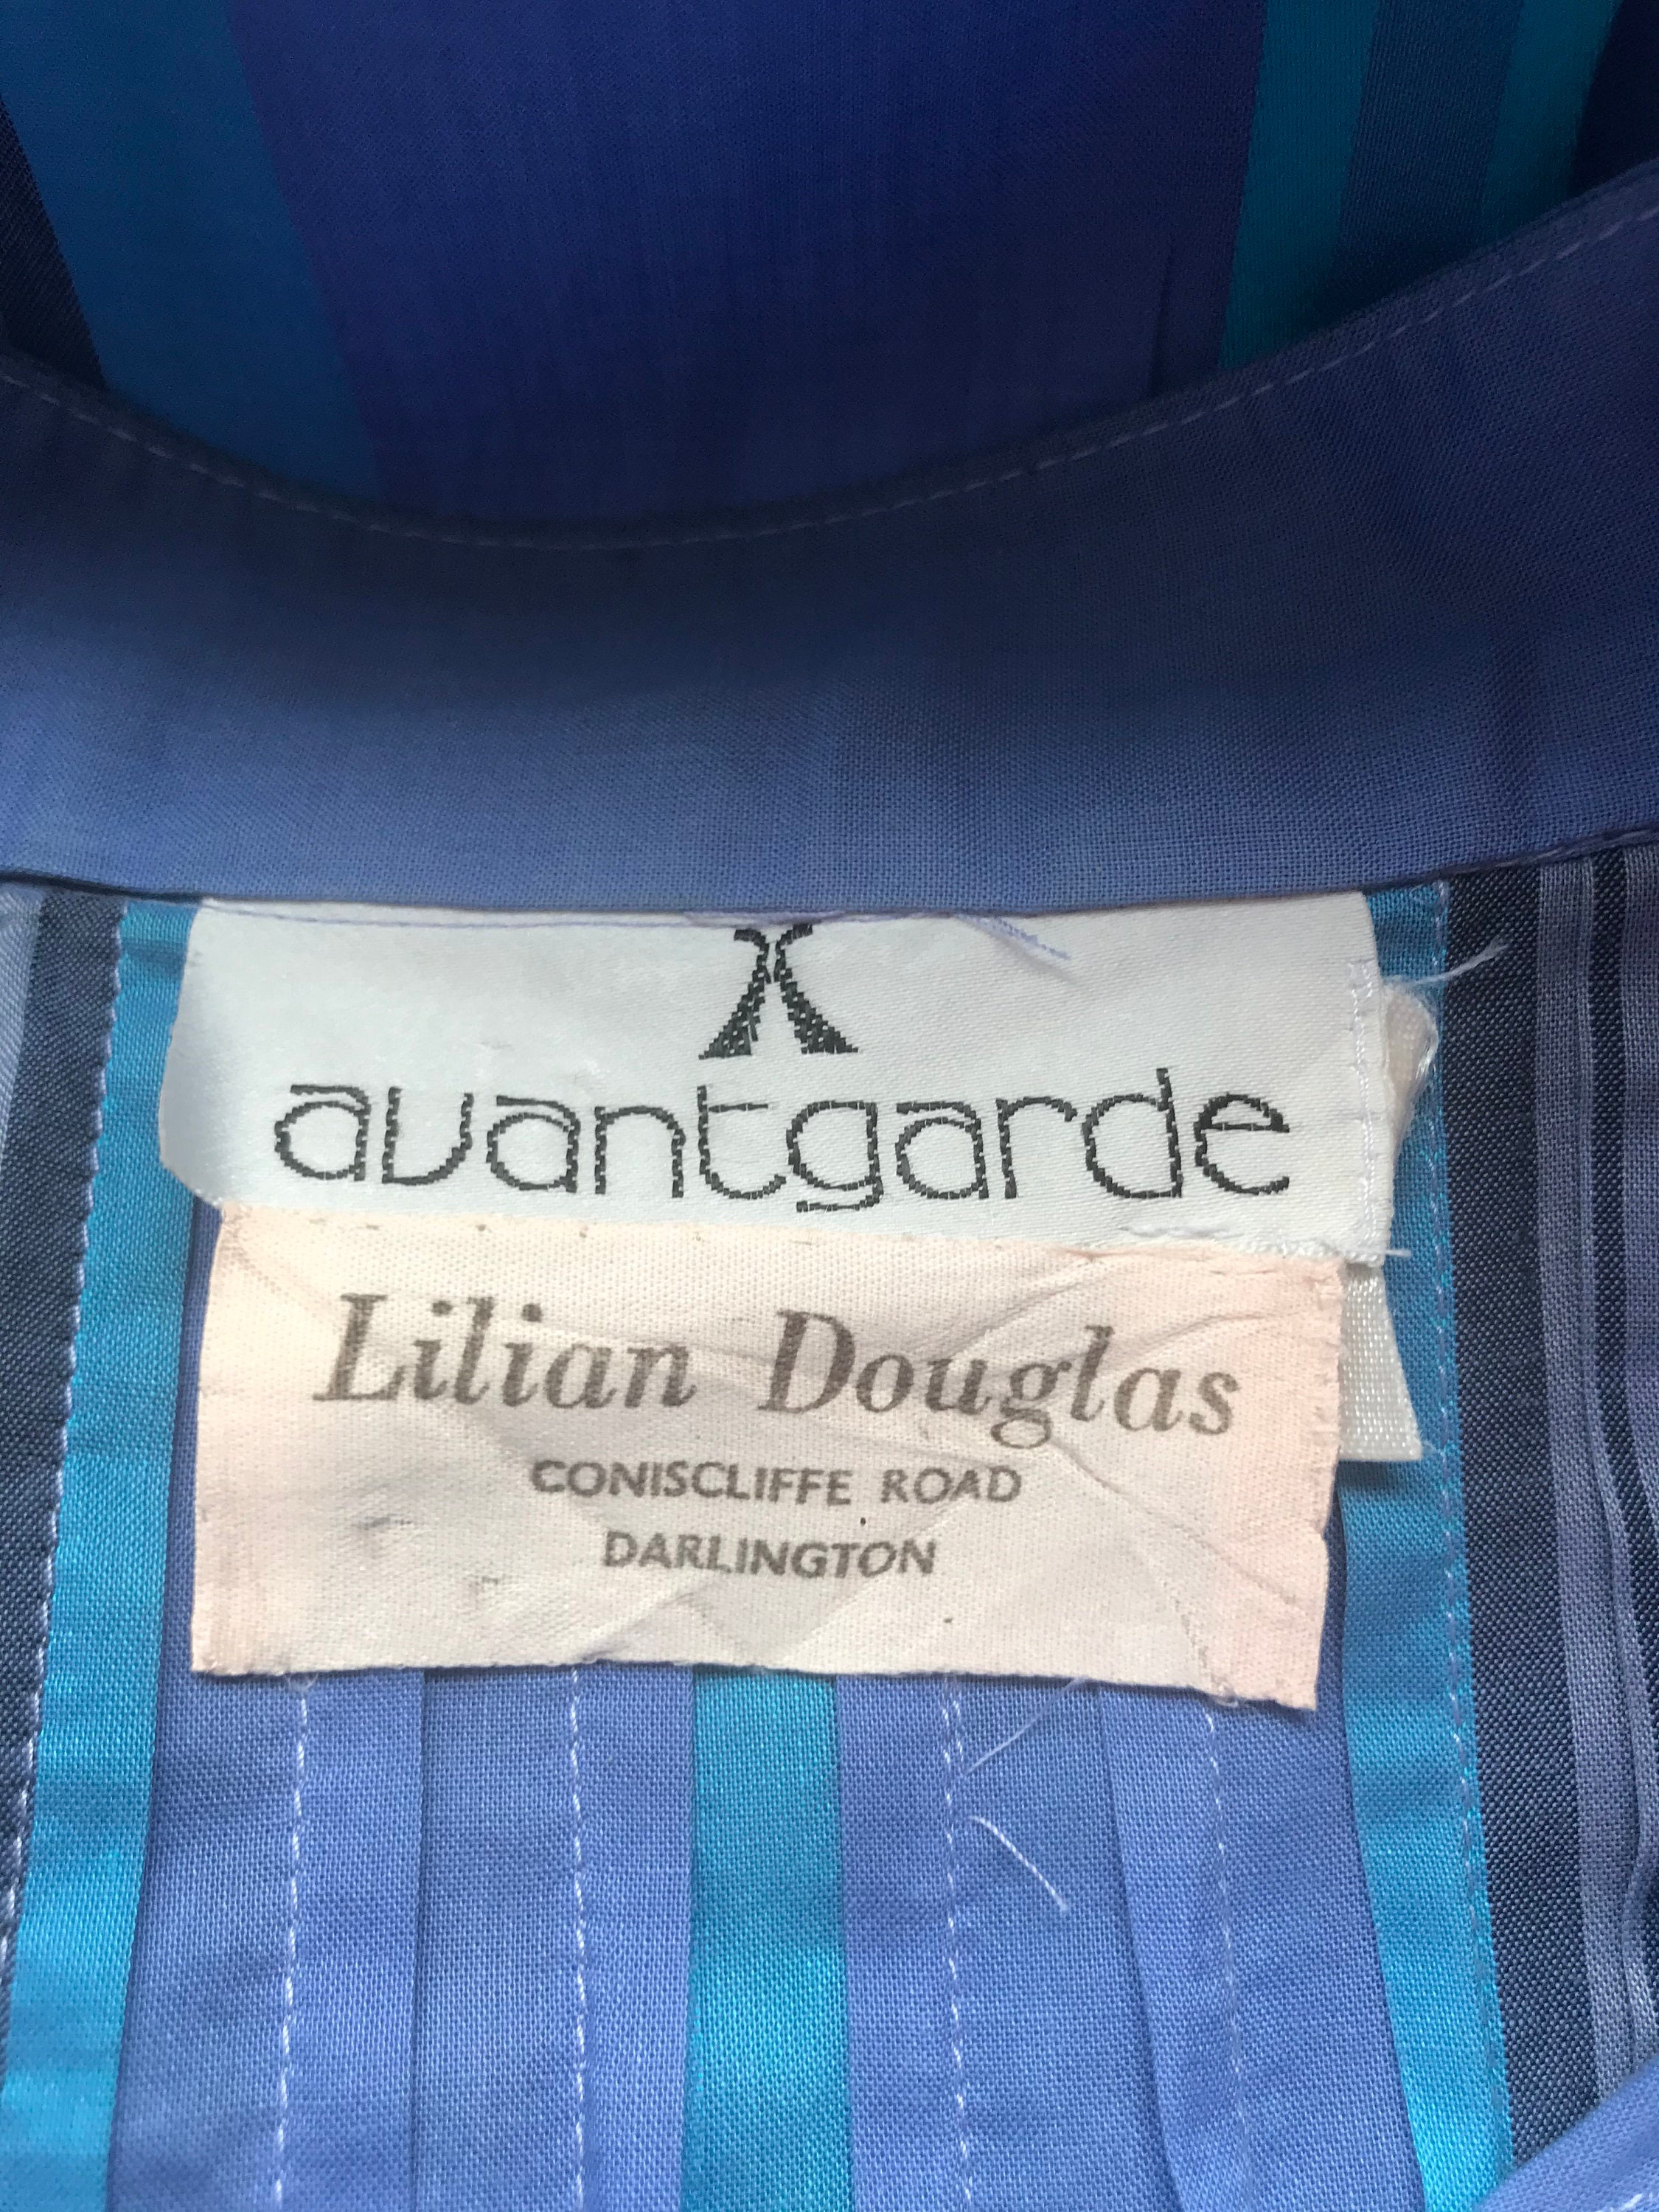 avantgarde
Lilian Douglas
CONISCLIFFE ROAD
DARLINGTON